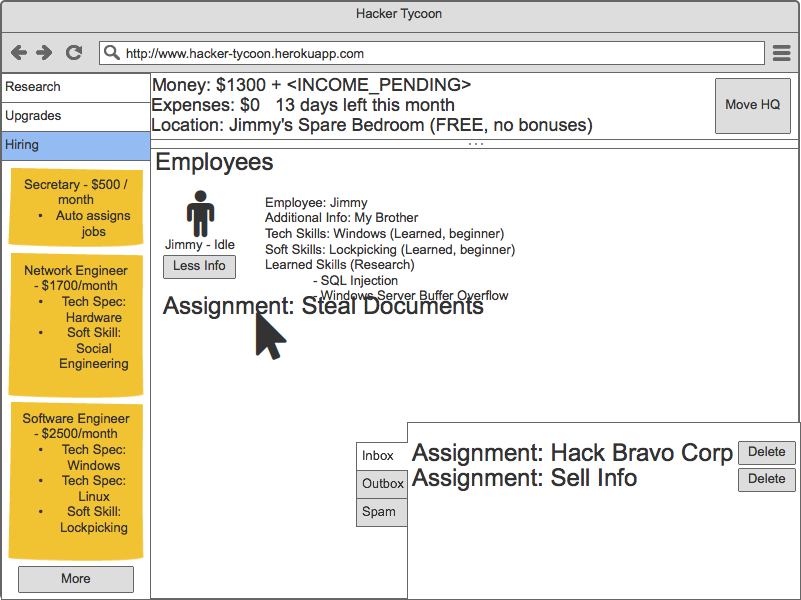 Hacker Tycoon
http://www.hacker-tycoon.herokuapp.com
Research
Upgrades
Hiring
Secretary - $500 /
month
• Auto assigns
jobs
Network Engineer
- $1700/month
• Tech Spec:
Hardware
• Soft Skill:
Social
Engineering
Software Engineer
- $2500/month
• Tech Spec:
Windows
• Tech Spec:
Linux
• Soft Skill:
Lockpicking
More
Money: $1300 + <INCOME_PENDING>
Expenses: $0 13 days left this month
Location: Jimmy's Spare Bedroom (FREE, no bonuses)
Move HQ
Employees
Jimmy - Idle
Less Info
Employee: Jimmy
Additional Info: My Brother
Tech Skills: Windows (Learned, beginner)
Soft Skills: Lockpicking (Learned, beginner)
Learned Skills (Research)
- SQL Injection
- Windows Server Buffer Overflow
Assignment: Steal Documents
Inbox
Outbox
Spam
Assignment: Hack Bravo Corp
Delete
Assignment: Sell Info
Delete